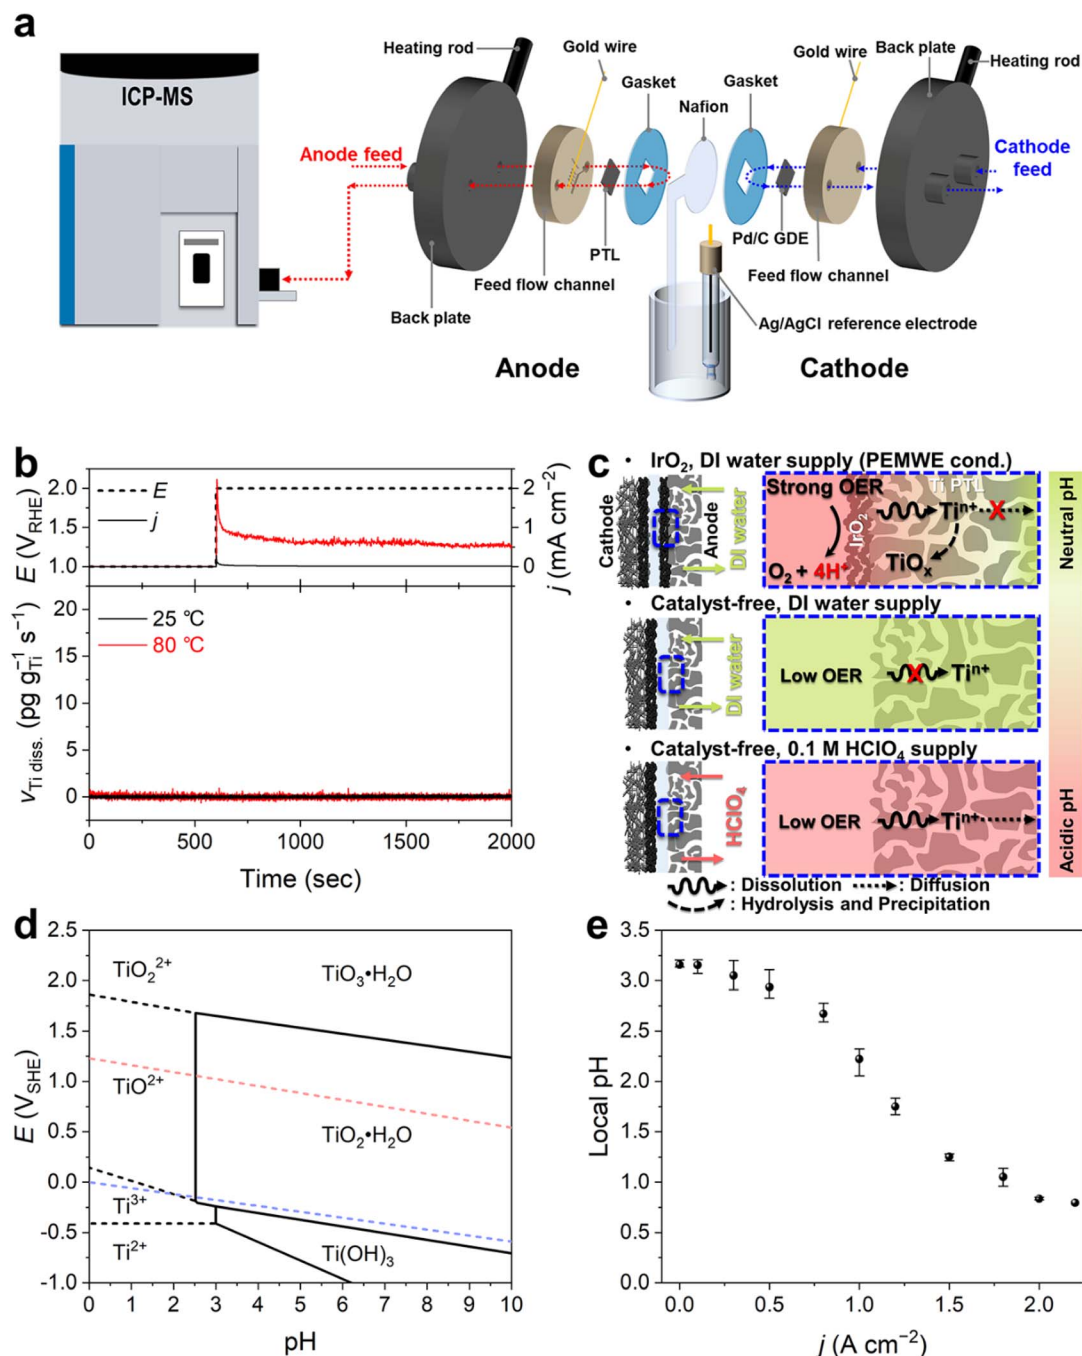 a
ICP-MS
Heating rod
Gold wire
Gasket
Nafion
Gasket
Gold wire
Back plate
Heating rod
Anode feed
Cathode
feed
PTL
Pd/C GDE
Feed flow channel
Feed flow channel
Back plate
Ag/AgCl reference electrode
Anode
Cathode
b
E (V_RHE)
2.0
1.5
1.0
E
j
2
1
0
j (mA cm⁻²)
ν_Ti diss. (pg g_Ti⁻¹ s⁻¹)
20
15
10
5
0
25 °C
80 °C
0 500 1000 1500 2000
Time (sec)
c
• IrO₂, DI water supply (PEMWE cond.)
Cathode
Anode
DI water
Strong OER
IrO₂
Ti PTL
Tiⁿ⁺
X
O₂ + 4H⁺
TiOₓ
Neutral pH
• Catalyst-free, DI water supply
DI water
Low OER
X
Tiⁿ⁺
• Catalyst-free, 0.1 M HClO₄ supply
HClO₄
Low OER
Tiⁿ⁺
Acidic pH
: Dissolution
: Diffusion
: Hydrolysis and Precipitation
d
E (V_SHE)
2.5
2.0
1.5
1.0
0.5
0.0
-0.5
-1.0
TiO₂²⁺
TiO₃•H₂O
TiO²⁺
TiO₂•H₂O
Ti³⁺
Ti²⁺
Ti(OH)₃
0 1 2 3 4 5 6 7 8 9 10
pH
e
Local pH
3.5
3.0
2.5
2.0
1.5
1.0
0.5
0.0
0.0 0.5 1.0 1.5 2.0
j (A cm⁻²)